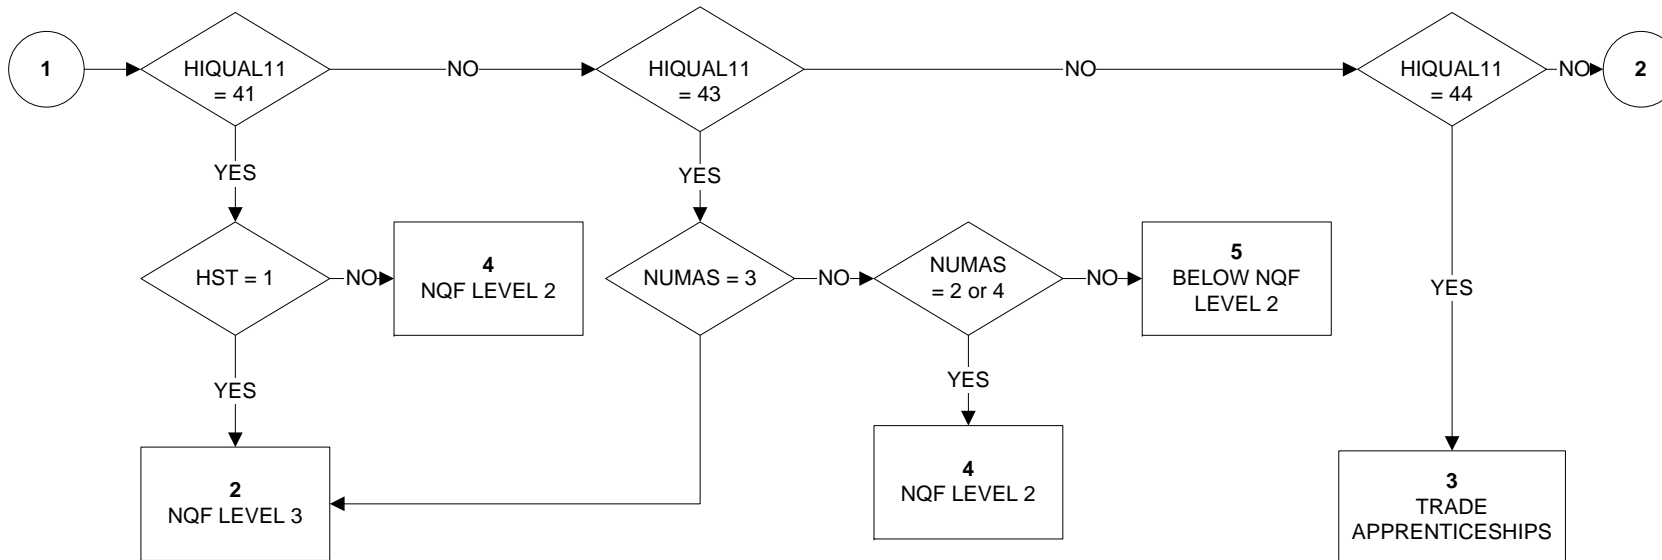 1
HIQUAL11
= 41
NO
HIQUAL11
= 43
NO
HIQUAL11
= 44
NO
2
YES
YES
YES
HST = 1
NO
4
NQF LEVEL 2
NUMAS = 3
NO
NUMAS
= 2 or 4
NO
5
BELOW NQF
LEVEL 2
YES
YES
2
NQF LEVEL 3
4
NQF LEVEL 2
3
TRADE
APPRENTICESHIPS